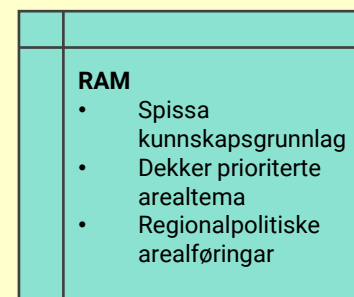 RAM
• Spissa
kunnskapsgrunnlag
• Dekker prioriterte
arealtema
• Regionalpolitiske
arealføringar